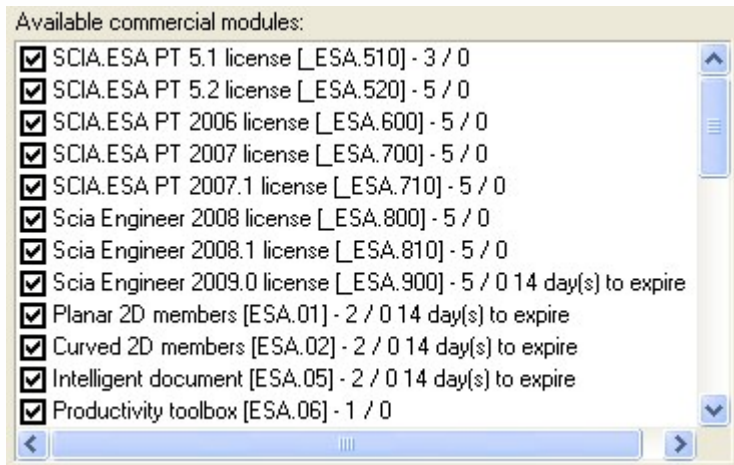 Available commercial modules:
SCIA.ESA PT 5.1 license [_ESA.510] - 3 / 0
SCIA.ESA PT 5.2 license [_ESA.520] - 5 / 0
SCIA.ESA PT 2006 license [_ESA.600] - 5 / 0
SCIA.ESA PT 2007 license [_ESA.700] - 5 / 0
SCIA.ESA PT 2007.1 license [_ESA.710] - 5 / 0
Scia Engineer 2008 license [_ESA.800] - 5 / 0
Scia Engineer 2008.1 license [_ESA.810] - 5 / 0
Scia Engineer 2009.0 license [_ESA.900] - 5 / 0 14 day(s) to expire
Planar 2D members [ESA.01] - 2 / 0 14 day(s) to expire
Curved 2D members [ESA.02] - 2 / 0 14 day(s) to expire
Intelligent document [ESA.05] - 2 / 0 14 day(s) to expire
Productivity toolbox [ESA.06] - 1 / 0